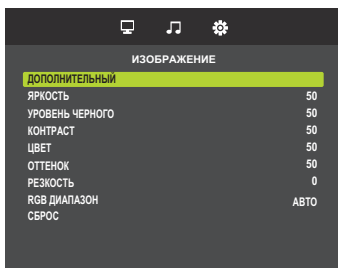 ИЗОБРАЖЕНИЕ
ДОПОЛНИТЕЛЬНЫЙ
ЯРКОСТЬ 50
УРОВЕНЬ ЧЕРНОГО 50
КОНТРАСТ 50
ЦВЕТ 50
ОТТЕНОК 50
РЕЗКОСТЬ 0
RGB ДИАПАЗОН АВТО
СБРОС